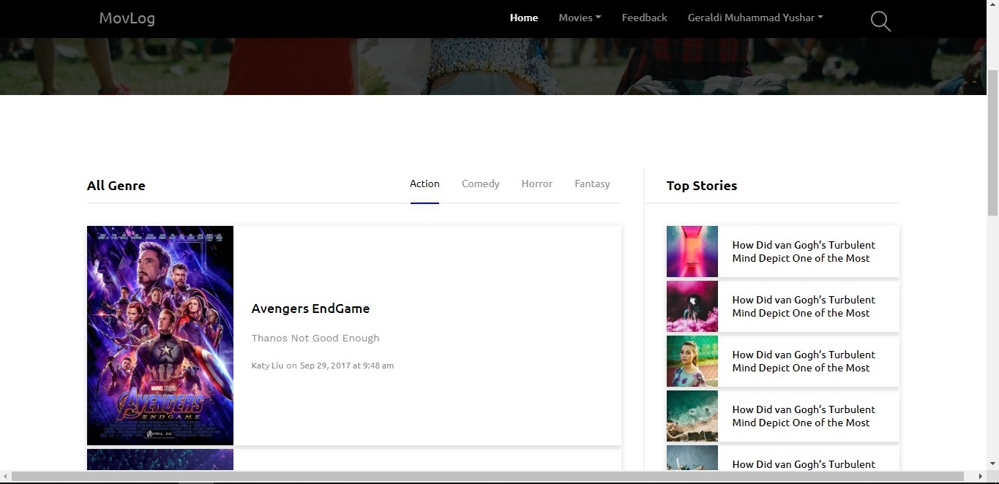 MovLog
Home
Movies
Feedback
Geraldi Muhammad Yushar
All Genre
Action
Comedy
Horror
Fantasy
Top Stories
MARVEL STUDIOS
AVENGERS
ENDGAME
APRIL 26
Avengers EndGame
Thanos Not Good Enough
Katy Liu on Sep 29, 2017 at 9:48 am
How Did van Gogh’s Turbulent
Mind Depict One of the Most
How Did van Gogh’s Turbulent
Mind Depict One of the Most
How Did van Gogh’s Turbulent
Mind Depict One of the Most
How Did van Gogh’s Turbulent
Mind Depict One of the Most
How Did van Gogh’s Turbulent